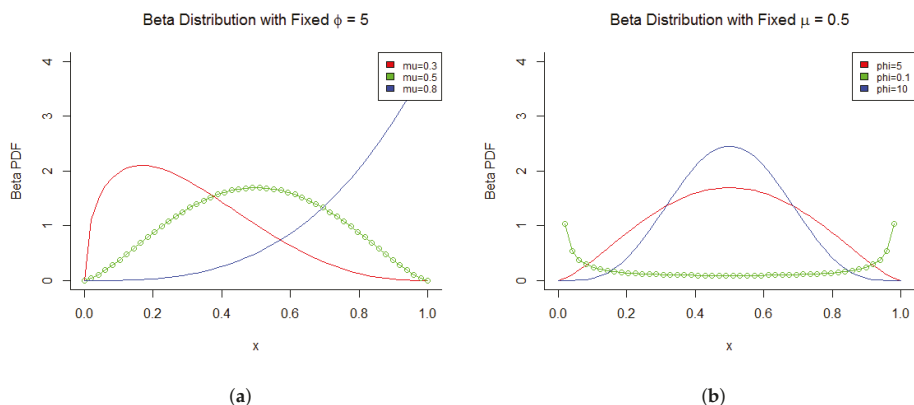 Beta Distribution with Fixed ϕ = 5
Beta PDF
4
3
2
1
0
mu=0.3
mu=0.5
mu=0.8
0.0 0.2 0.4 0.6 0.8 1.0
x
(a)
Beta Distribution with Fixed μ = 0.5
Beta PDF
4
3
2
1
0
phi=5
phi=0.1
phi=10
0.0 0.2 0.4 0.6 0.8 1.0
x
(b)